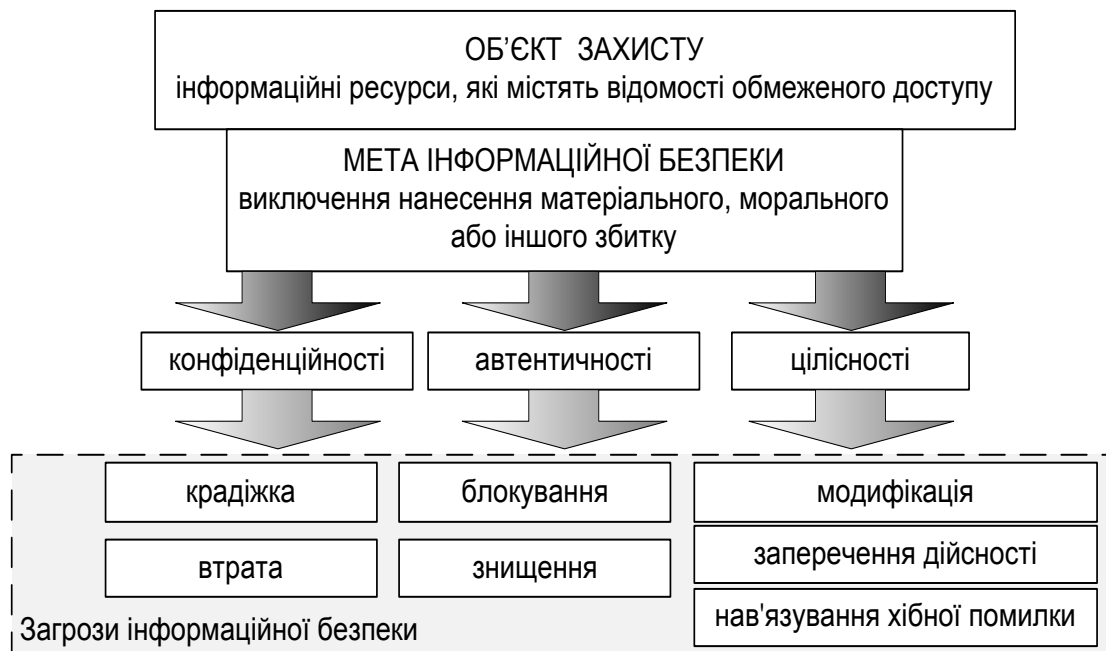 ОБ’ЄКТ ЗАХИСТУ
інформаційні ресурси, які містять відомості обмеженого доступу
МЕТА ІНФОРМАЦІЙНОЇ БЕЗПЕКИ
виключення нанесення матеріального, морального
або іншого збитку
конфіденційності
автентичності
цілісності
крадіжка
блокування
модифікація
втрата
знищення
заперечення дійсності
нав'язування хібної помилки
Загрози інформаційної безпеки